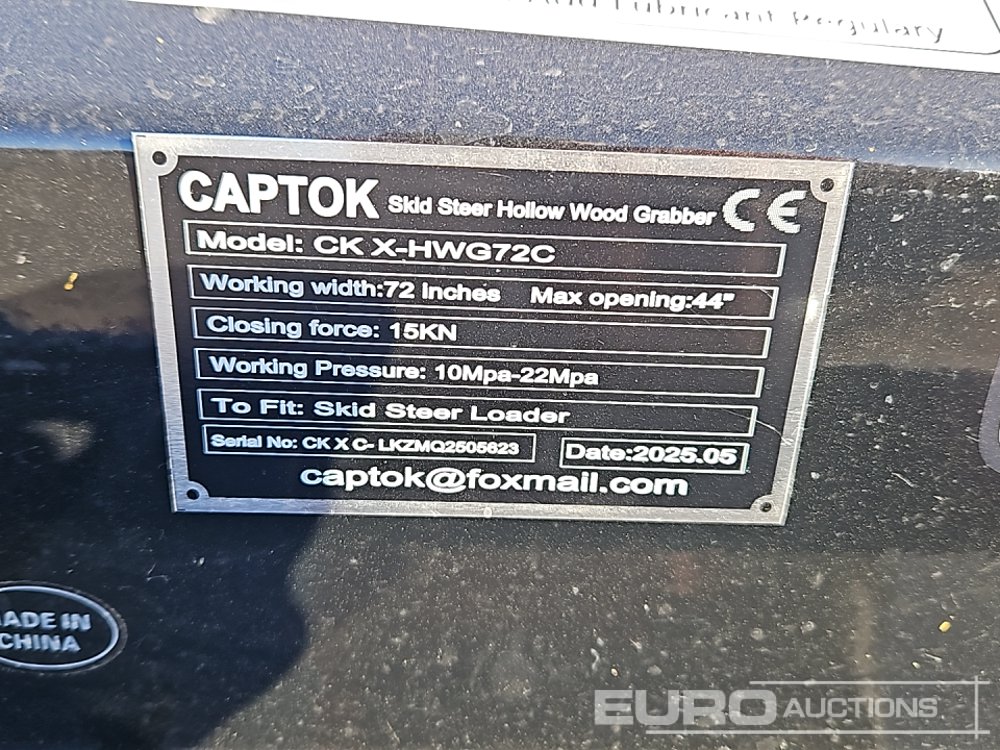 Lubricant Regulary
CAPTOK Skid Steer Hollow Wood Grabber CE
Model: CK X-HWG72C
Working width:72 Inches Max opening:44"
Closing force: 15KN
Working Pressure: 10Mpa-22Mpa
To Fit: Skid Steer Loader
Serial No: CK X C- LKZMQ2505623 Date:2025.05
captok@foxmail.com
MADE IN
CHINA
EURO AUCTIONS